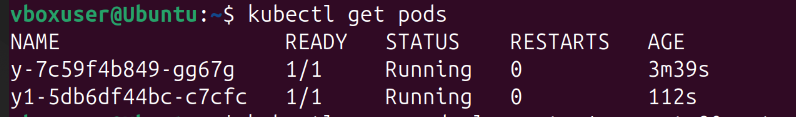 vboxuser@Ubuntu:~$ kubectl get pods
NAME READY STATUS RESTARTS AGE
y-7c59f4b849-gg67g 1/1 Running 0 3m39s
y1-5db6df44bc-c7cfc 1/1 Running 0 112s